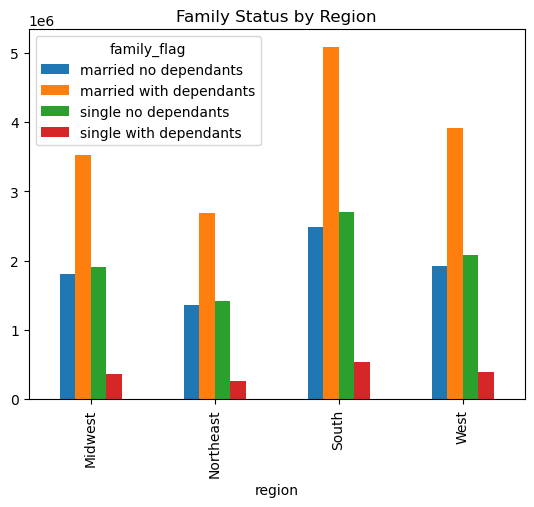 Family Status by Region
1e6
family_flag
married no dependants
married with dependants
single no dependants
single with dependants
5
4
3
2
1
0
Midwest
Northeast
South
West
region